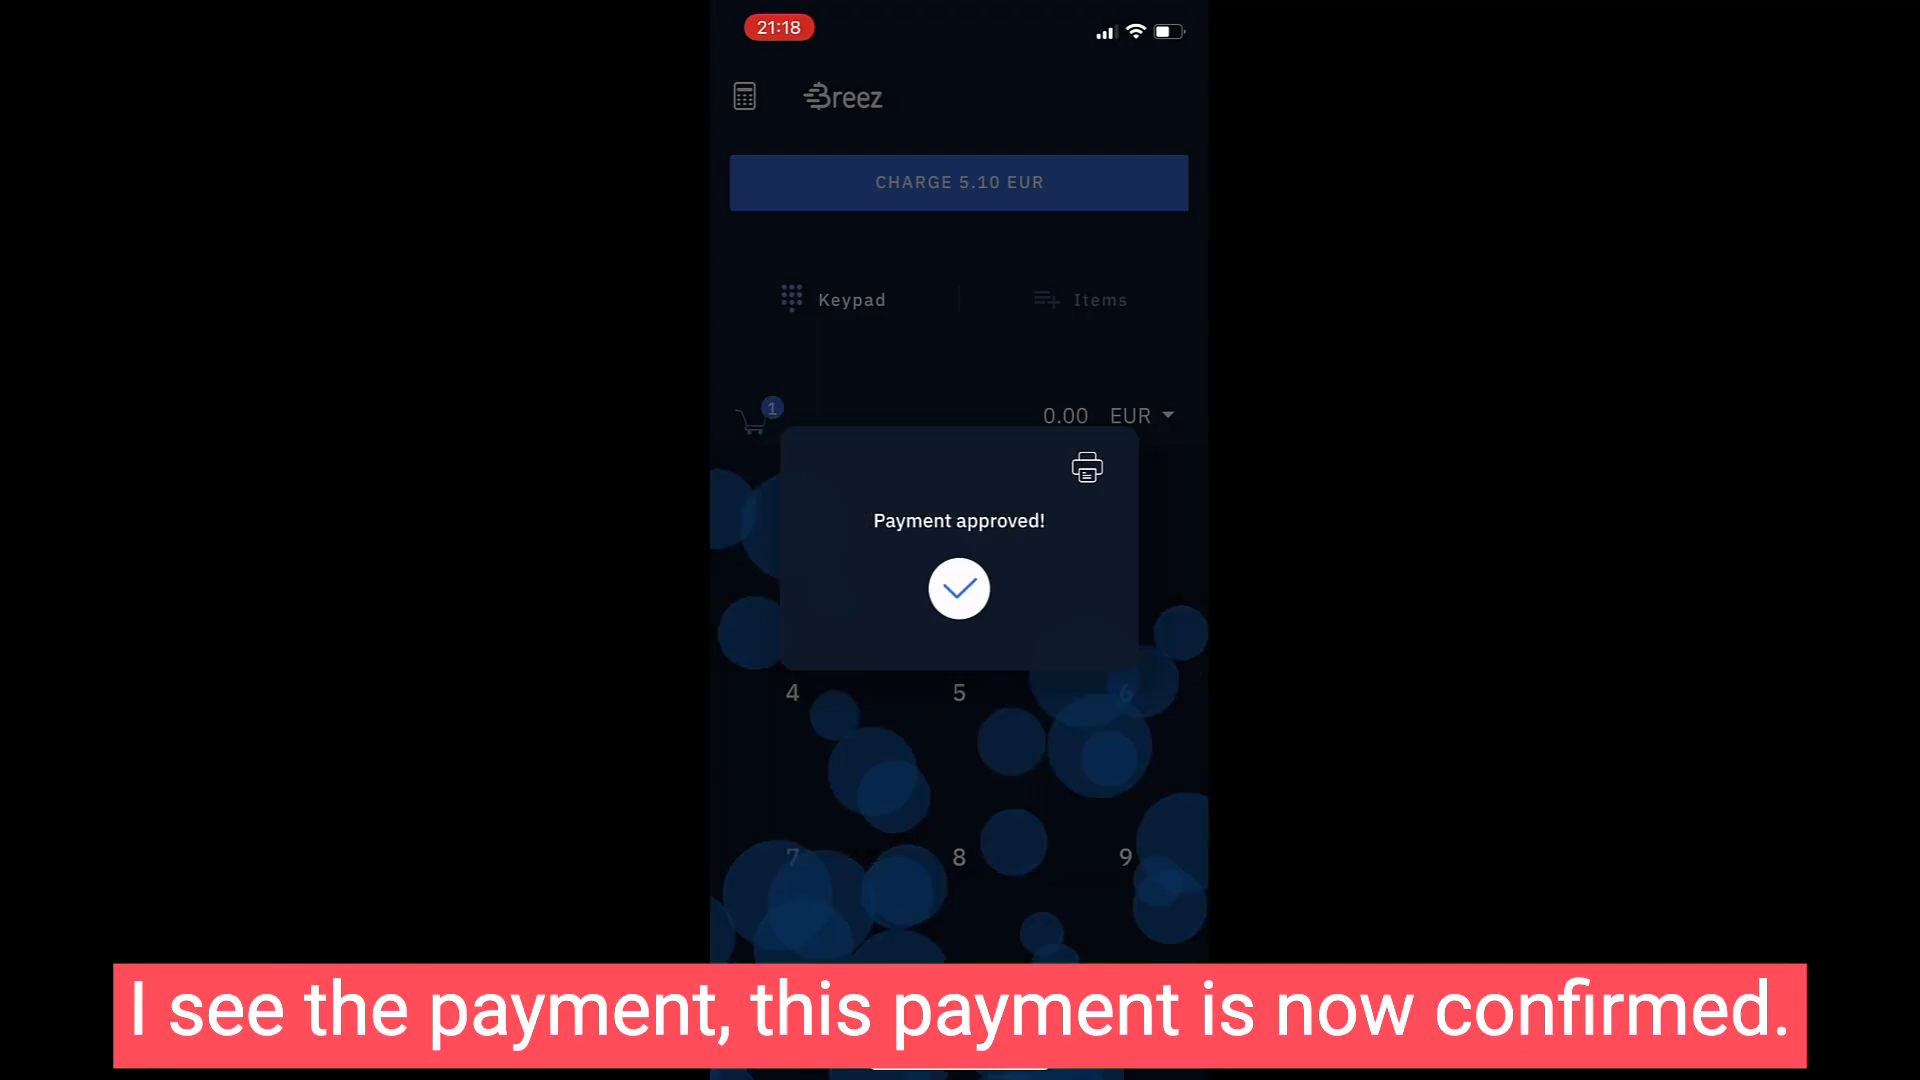 21:18
Breez
CHARGE 5.10 EUR
Keypad
Items
1
0.00 EUR
Payment approved!
4 5 6
7 8 9
I see the payment, this payment is now confirmed.